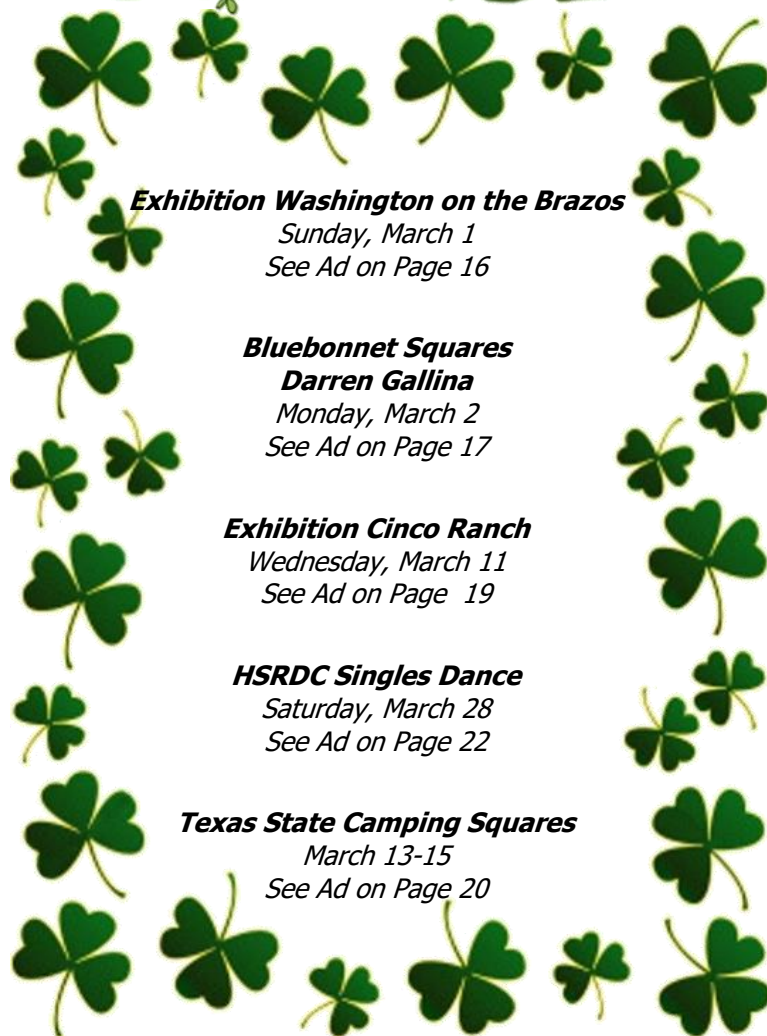 Exhibition Washington on the Brazos
Sunday, March 1
See Ad on Page 16
Bluebonnet Squares
Darren Gallina
Monday, March 2
See Ad on Page 17
Exhibition Cinco Ranch
Wednesday, March 11
See Ad on Page  19
HSRDC Singles Dance
Saturday, March 28
See Ad on Page 22
Texas State Camping Squares
March 13-15
See Ad on Page 20